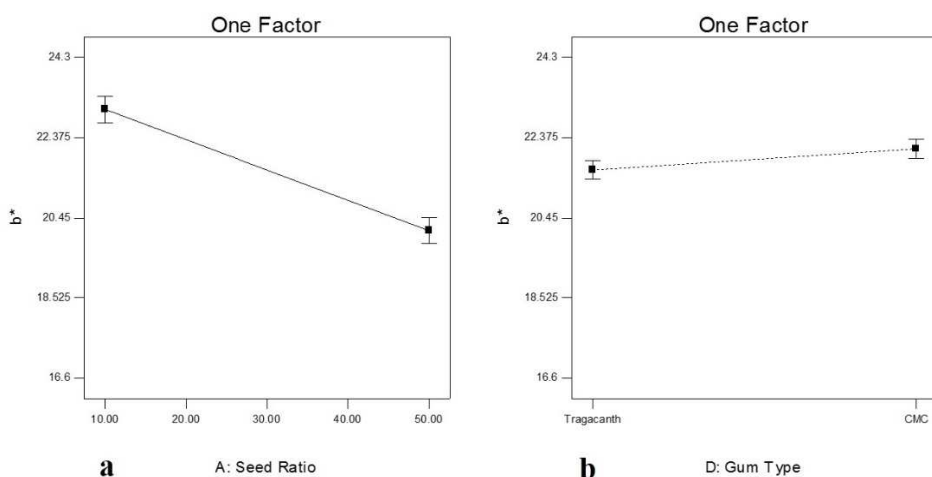 One Factor
24.3
22.375
20.45
18.525
16.6
b*
10.00 20.00 30.00 40.00 50.00
a A: Seed Ratio
One Factor
24.3
22.375
20.45
18.525
16.6
b*
Tragacanth CMC
b D: Gum Type